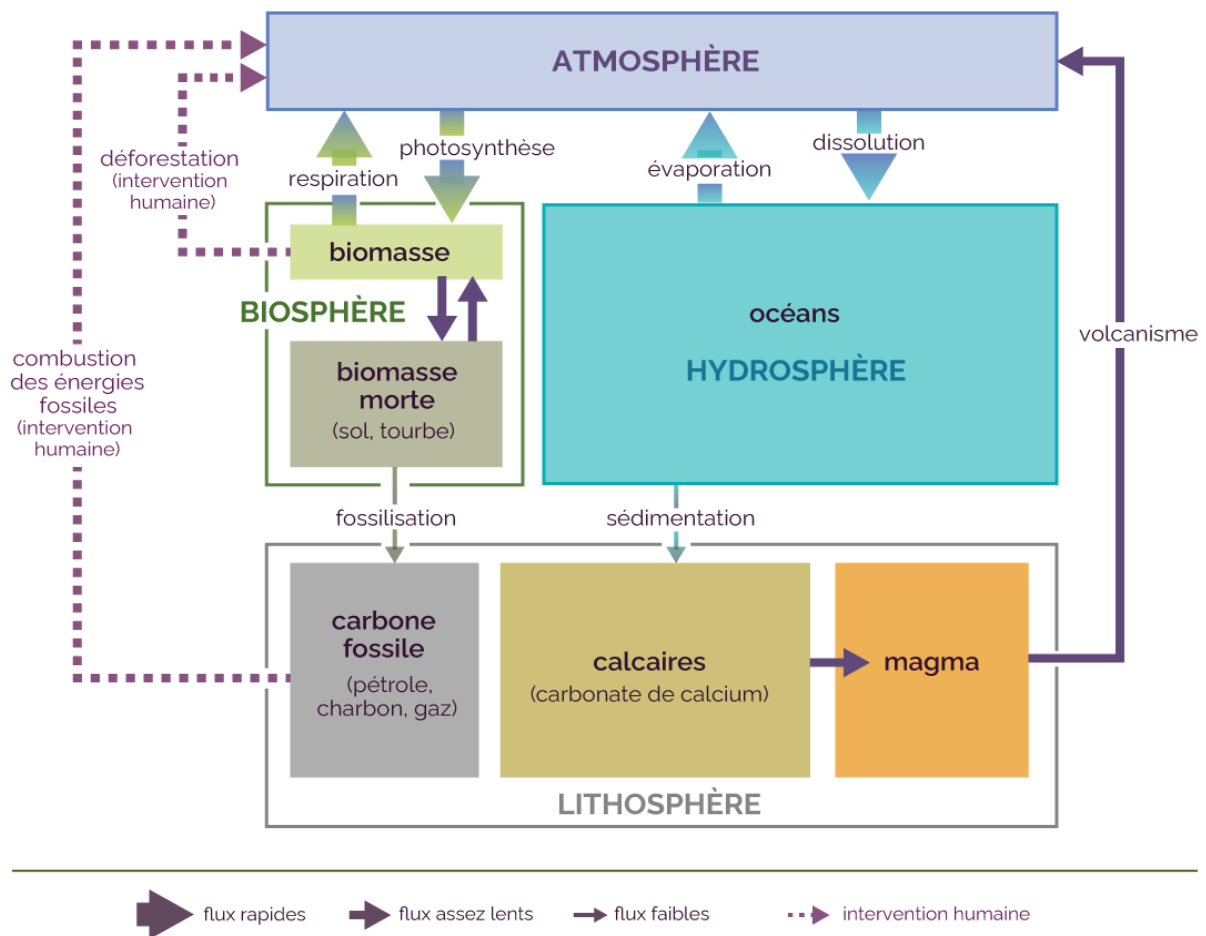 ATMOSPHÈRE
déforestation
(intervention
humaine)
respiration
photosynthèse
évaporation
dissolution
biomasse
BIOSPHÈRE
biomasse
morte
(sol, tourbe)
océans
HYDROSPHÈRE
volcanisme
combustion
des énergies
fossiles
(intervention
humaine)
fossilisation
sédimentation
carbone
fossile
(pétrole,
charbon, gaz)
calcaires
(carbonate de calcium)
magma
LITHOSPHÈRE
flux rapides
flux assez lents
flux faibles
intervention humaine